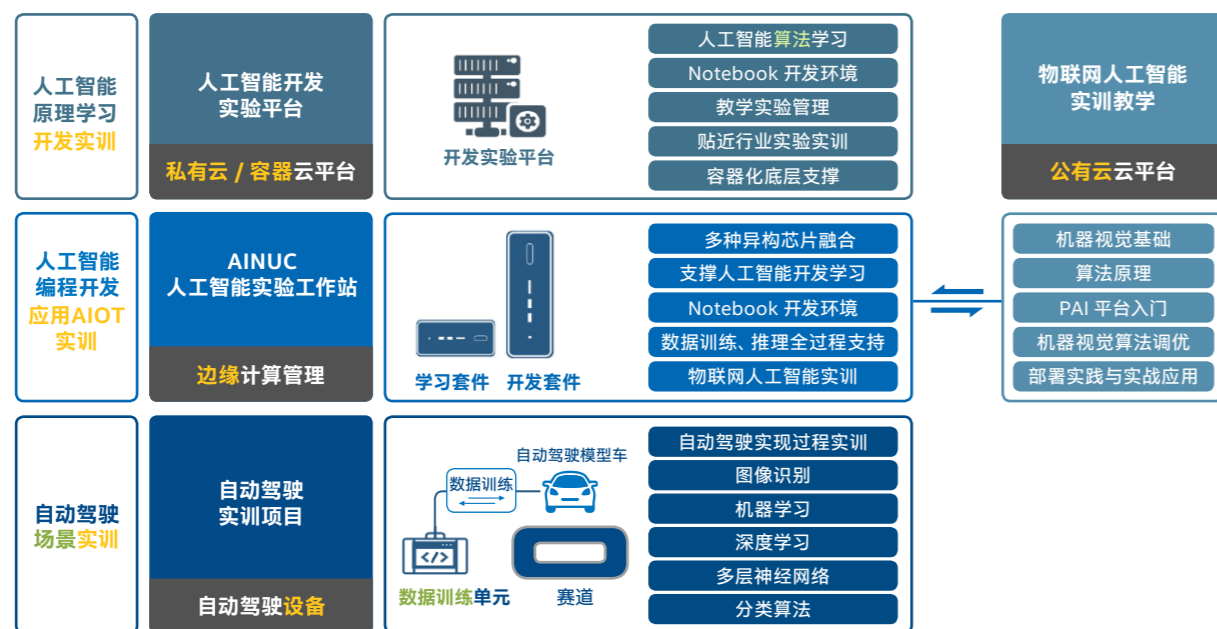 人工智能
原理学习
开发实训
人工智能开发
实验平台
私有云 / 容器云平台
开发实验平台
人工智能算法学习
Notebook 开发环境
教学实验管理
贴近行业实验实训
容器化底层支撑
物联网人工智能
实训教学
公有云云平台
人工智能
编程开发
应用AIOT
实训
AINUC
人工智能实验工作站
边缘计算管理
学习套件
开发套件
多种异构芯片融合
支撑人工智能开发学习
Notebook 开发环境
数据训练、推理全过程支持
物联网人工智能实训
机器视觉基础
算法原理
PAI 平台入门
机器视觉算法调优
部署实践与实战应用
自动驾驶
场景实训
自动驾驶
实训项目
自动驾驶设备
自动驾驶模型车
数据训练
</>
数据训练单元
赛道
自动驾驶实现过程实训
图像识别
机器学习
深度学习
多层神经网络
分类算法